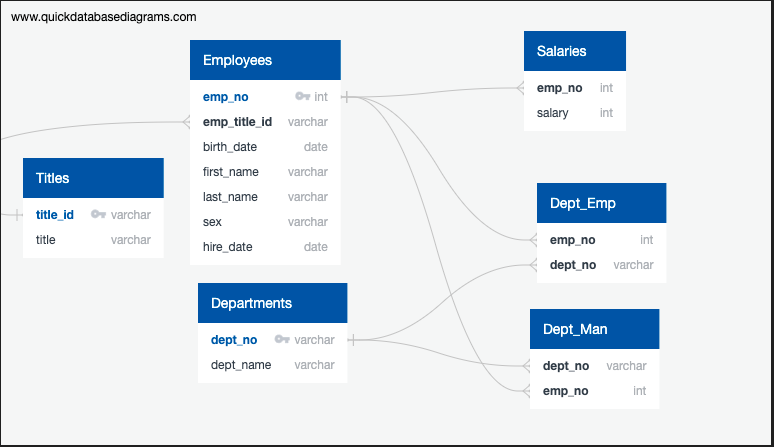 www.quickdatabasediagrams.com
Employees
emp_no int
emp_title_id varchar
birth_date date
first_name varchar
last_name varchar
sex varchar
hire_date date
Salaries
emp_no int
salary int
Titles
title_id varchar
title varchar
Dept_Emp
emp_no int
dept_no varchar
Departments
dept_no varchar
dept_name varchar
Dept_Man
dept_no varchar
emp_no int